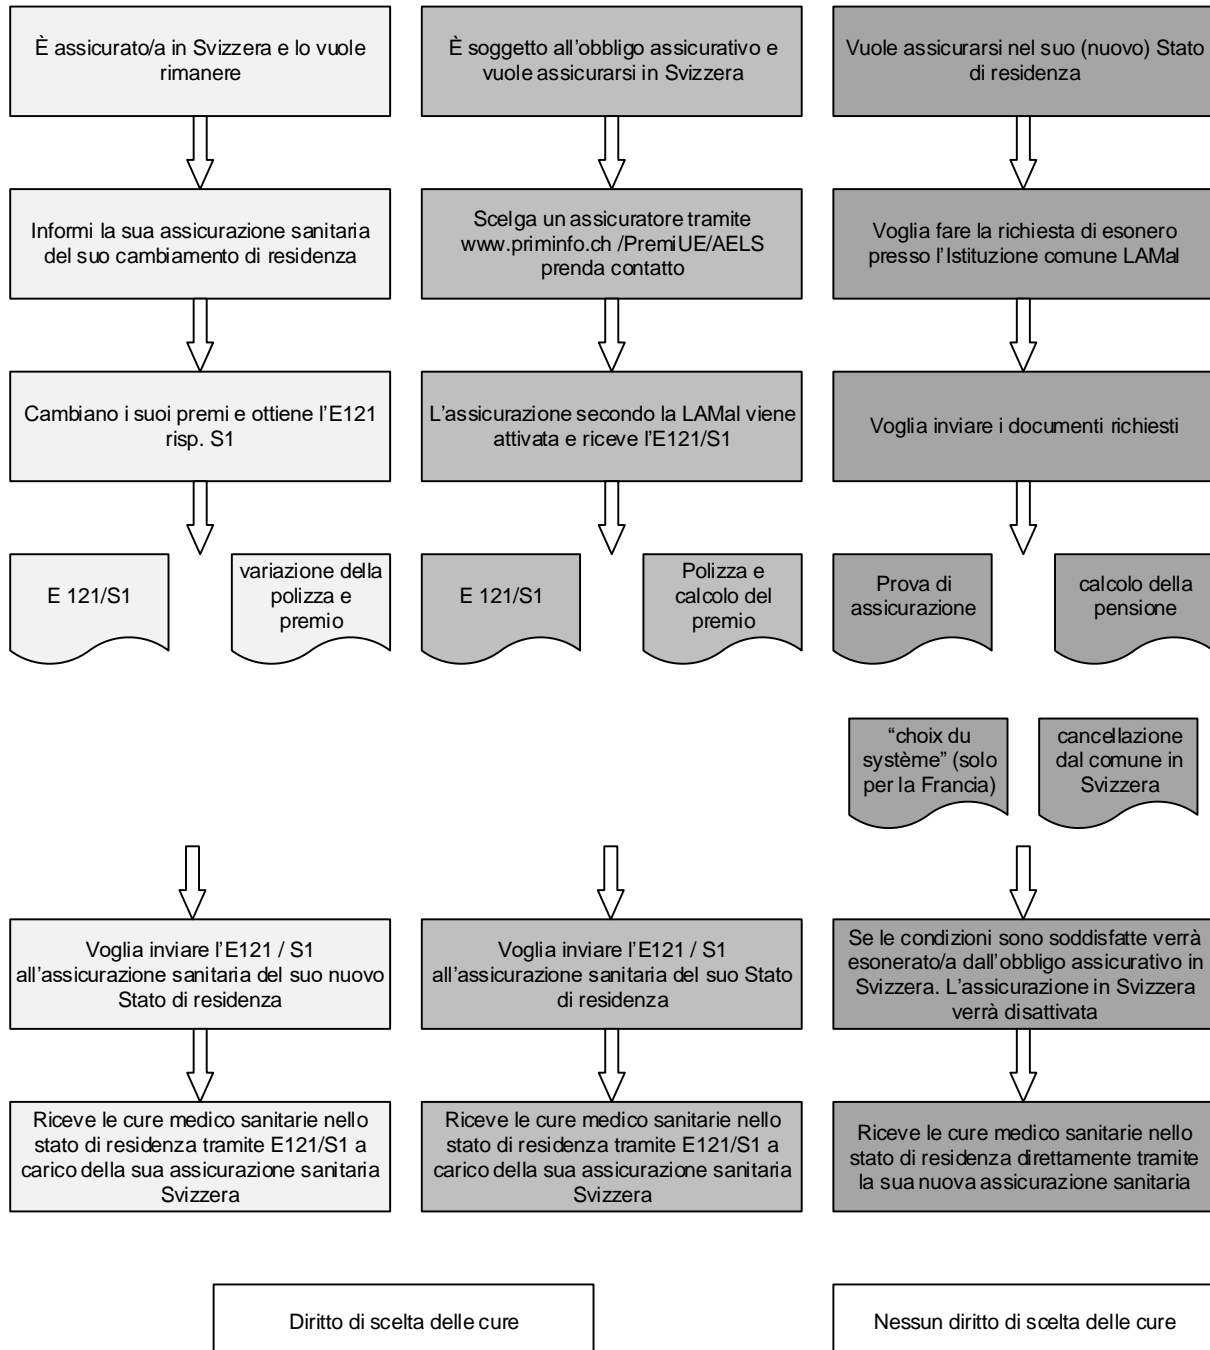 È assicurato/a in Svizzera e lo vuole
rimanere
È soggetto all'obbligo assicurativo e
vuole assicurarsi in Svizzera
Vuole assicurarsi nel suo (nuovo) Stato
di residenza
Informi la sua assicurazione sanitaria
del suo cambiamento di residenza
Scelga un assicuratore tramite
www.priminfo.ch /PremiUE/AELS
prenda contatto
Voglia fare la richiesta di esonero
presso l'Istituzione comune LAMal
Cambiano i suoi premi e ottiene l'E121
risp. S1
L'assicurazione secondo la LAMal viene
attivata e riceve l'E121/S1
Voglia inviare i documenti richiesti
E 121/S1
variazione della
polizza e
premio
E 121/S1
Polizza e
calcolo del
premio
Prova di
assicurazione
calcolo della
pensione
“choix du
système” (solo
per la Francia)
cancellazione
dal comune in
Svizzera
Voglia inviare l'E121 / S1
all'assicurazione sanitaria del suo nuovo
Stato di residenza
Voglia inviare l'E121 / S1
all'assicurazione sanitaria del suo Stato
di residenza
Se le condizioni sono soddisfatte verrà
esonerato/a dall'obbligo assicurativo in
Svizzera. L'assicurazione in Svizzera
verrà disattivata
Riceve le cure medico sanitarie nello
stato di residenza tramite E121/S1 a
carico della sua assicurazione sanitaria
Svizzera
Riceve le cure medico sanitarie nello
stato di residenza tramite E121/S1 a
carico della sua assicurazione sanitaria
Svizzera
Riceve le cure medico sanitarie nello
stato di residenza direttamente tramite
la sua nuova assicurazione sanitaria
Diritto di scelta delle cure
Nessun diritto di scelta delle cure